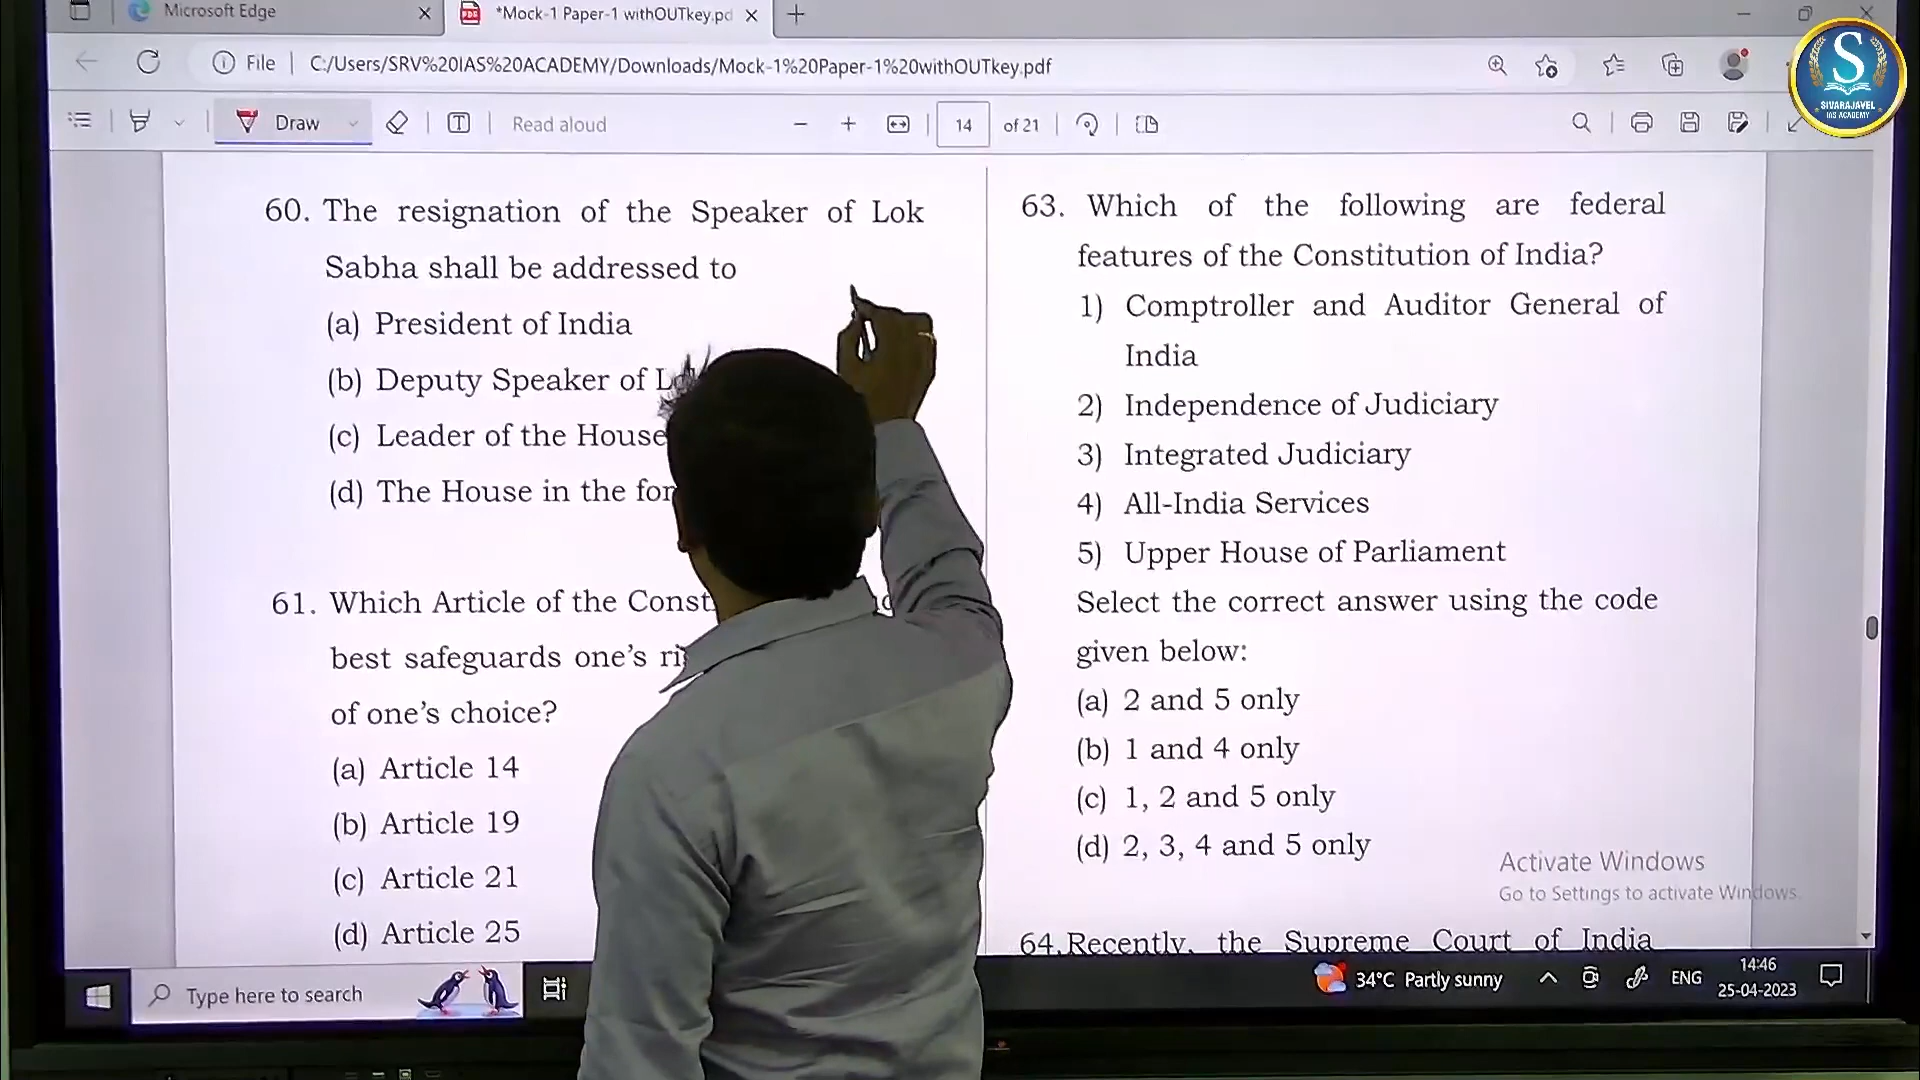 Microsoft Edge
*Mock-1 Paper-1 withOUTkey.pd
File
C:/Users/SRV%20IAS%20ACADEMY/Downloads/Mock-1%20Paper-1%20withOUTkey.pdf
Draw
Read aloud
14
of 21
S
SIVARAJAVEL
IAS ACADEMY
60. The resignation of the Speaker of Lok
Sabha shall be addressed to
(a) President of India
(b) Deputy Speaker of
(c) Leader of the House
(d) The House in the
61. Which Article of the
best safeguards one's
of one's choice?
(a) Article 14
(b) Article 19
(c) Article 21
(d) Article 25
63. Which of the following are federal
features of the Constitution of India?
1) Comptroller and Auditor General of
India
2) Independence of Judiciary
3) Integrated Judiciary
4) All-India Services
5) Upper House of Parliament
Select the correct answer using the code
given below:
(a) 2 and 5 only
(b) 1 and 4 only
(c) 1, 2 and 5 only
(d) 2, 3, 4 and 5 only
64. Recently, the Supreme Court of India
Activate Windows
Go to Settings to activate Windows.
Type here to search
34°C Partly sunny
ENG
14:46
25-04-2023